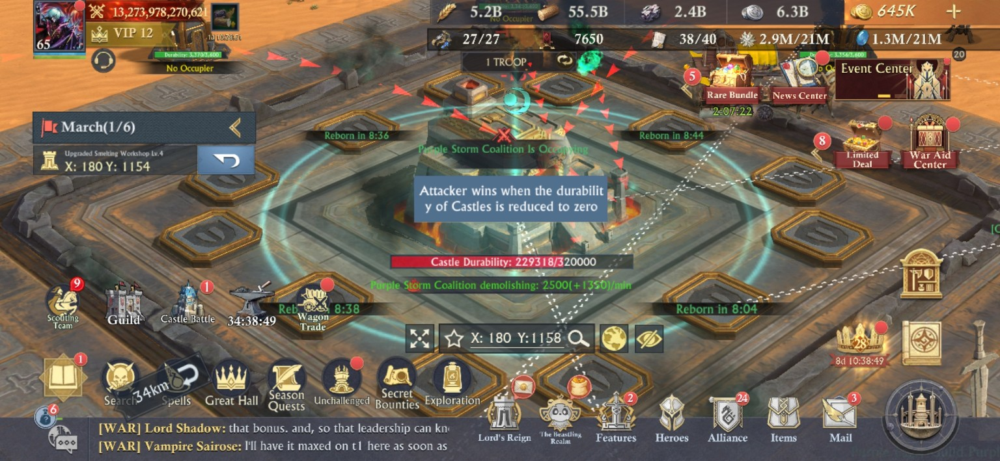 13,273,978,270,621
5.2B
55.5B
2.4B
6.3B
645K
VIP 12
65
No Occupier
27/27
7650
38/40
2.9M/21M
1.3M/21M
Durability: 3,370/3,600
No Occupier
1 TROOP
20
5
Rare Bundle
News Center
Event Center
2:07:22
March(1/6)
Upgraded Smelting Workshop Lv.4
X: 180 Y: 1154
Reborn in 8:36
Reborn in 8:44
8
Limited
Deal
War Aid
Center
Purple Storm Coalition Is Occupying
Attacker wins when the durabilit
y of Castles is reduced to zero
Castle Durability: 229318/320000
Purple Storm Coalition demolishing: 2500(+1350)/min
9
Scouting
Team
Guild
1
Castle Battle
34:38:49
Wagon
Trade
8:38
Reborn in 8:04
X: 180 Y:1158
28
8d 10:38:49
1
Search
34km
Spells
Great Hall
Season
Quests
Unchallenged
Secret
Bounties
Exploration
6
[WAR] Lord Shadow: that bonus. and, so that leadership can
[WAR] Vampire Sairose: I'll have it maxed on t1 here as soon as
Lord's Reign
The Beastling
Realm
2
Features
Heroes
24
Alliance
Items
3
Mail